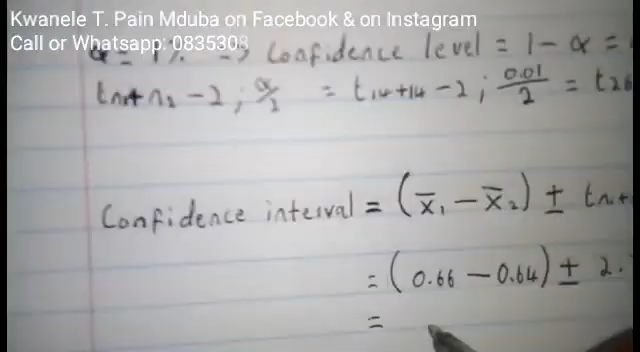 Kwanele T. Pain Mduba on Facebook & on Instagram
Call or Whatsapp: 083530
α = 1% → Confidence level = 1 - α =
tn₁+n₂ - 2 ; α/2 = t14+14 - 2 ; 0.01/2 = t26
Confidence interval = (x̄₁ - x̄₂) ± tn₁+
= (0.66 - 0.64) ± 2.
=